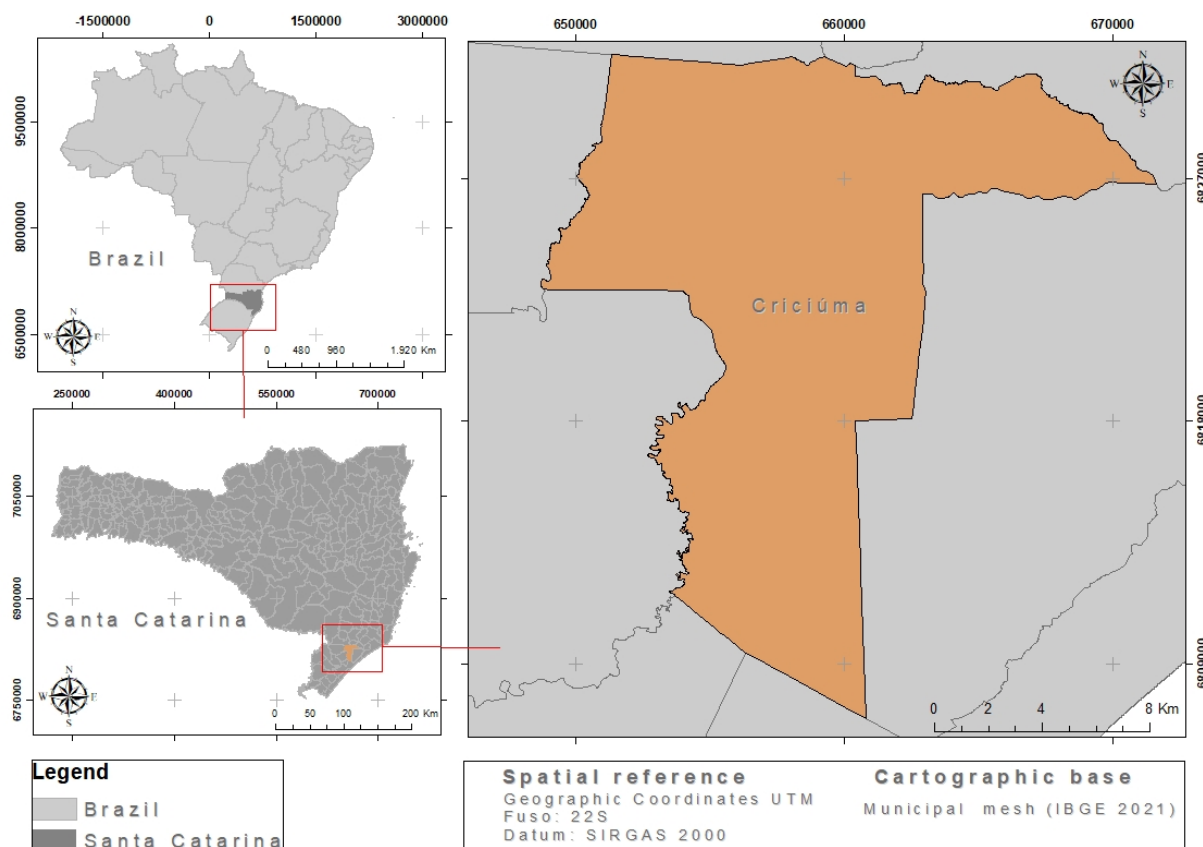 -1500000 0 1500000 3000000
9500000
8000000
6500000
Brazil
N
W E
S
0 480 960 1.920 Km
250000 400000 550000 700000
7050000
6900000
6750000
Santa Catarina
N
W E
S
0 50 100 200 Km
650000 660000 670000
6827000
6818000
6809000
N
W E
S
Criciúma
0 2 4 8 Km
Legend
Brazil
Santa Catarina
Spatial reference
Geographic Coordinates UTM
Fuso: 22S
Datum: SIRGAS 2000
Cartographic base
Municipal mesh (IBGE 2021)